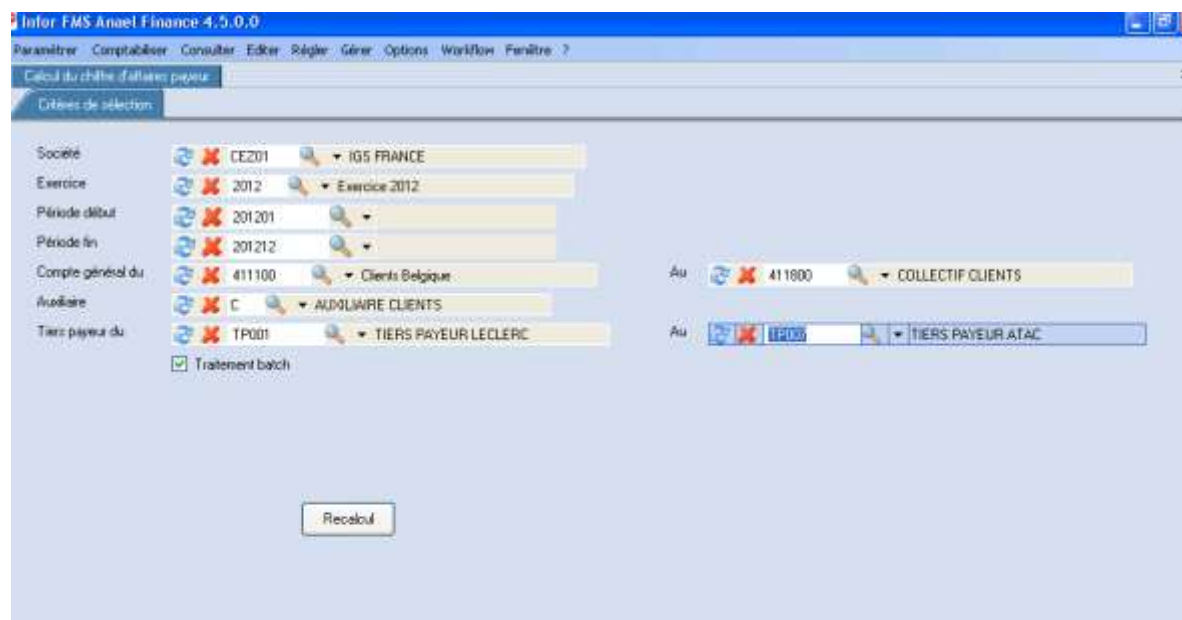 Infor FMS Anael Finance 4.5.0.0
Paramétrer Comptabiliser Consulter Editer Régler Gérer Options Workflow Fenêtre ?
Calcul du chiffre d'affaires payeur
Critères de sélection
Société CEZ01 IGS FRANCE
Exercice 2012 Exercice 2012
Période début 201201
Période fin 201212
Compte général du 411100 Clients Belgique Au 411800 COLLECTIF CLIENTS
Auxiliaire C AUXILIAIRE CLIENTS
Tiers payeur du TP001 TIERS PAYEUR LECLERC Au TIERS PAYEUR ATAC
Traitement batch
Recalcul